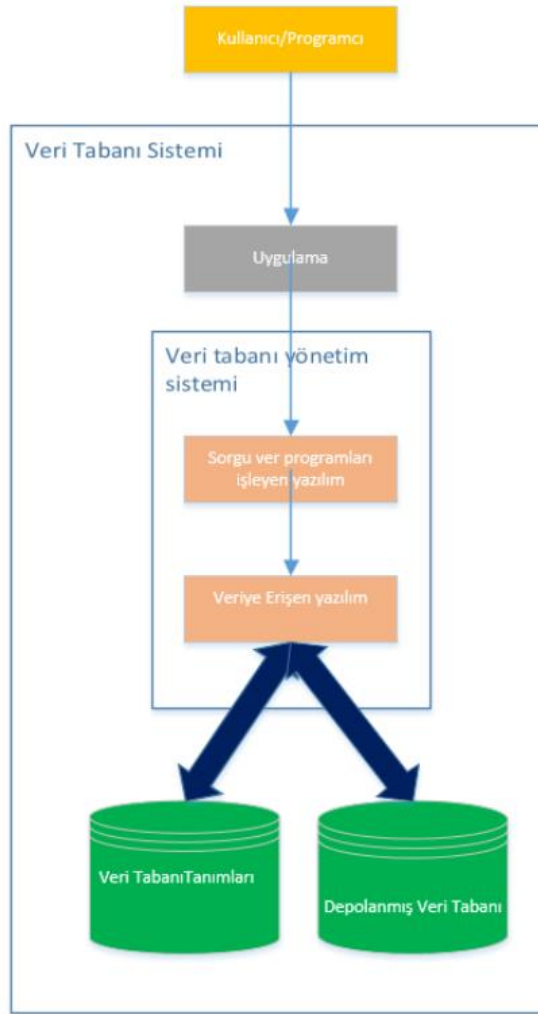 Kullanıcı/Programcı
Veri Tabanı Sistemi
Uygulama
Veri tabanı yönetim
sistemi
Sorgu ver programları
işleyen yazılım
Veriye Erişen yazılım
Veri TabanıTanımları
Depolanmış Veri Tabanı